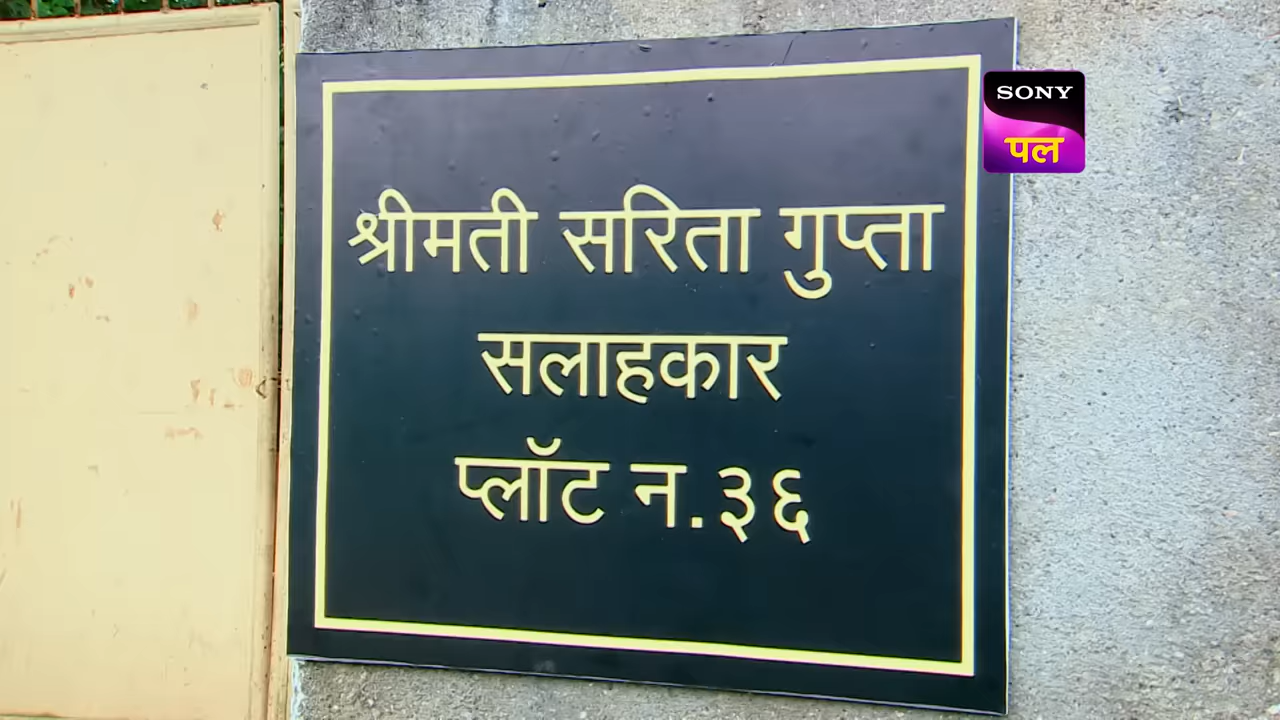 श्रीमती सरिता गुप्ता
सलाहकार
प्लॉट न.३६
SONY
पल